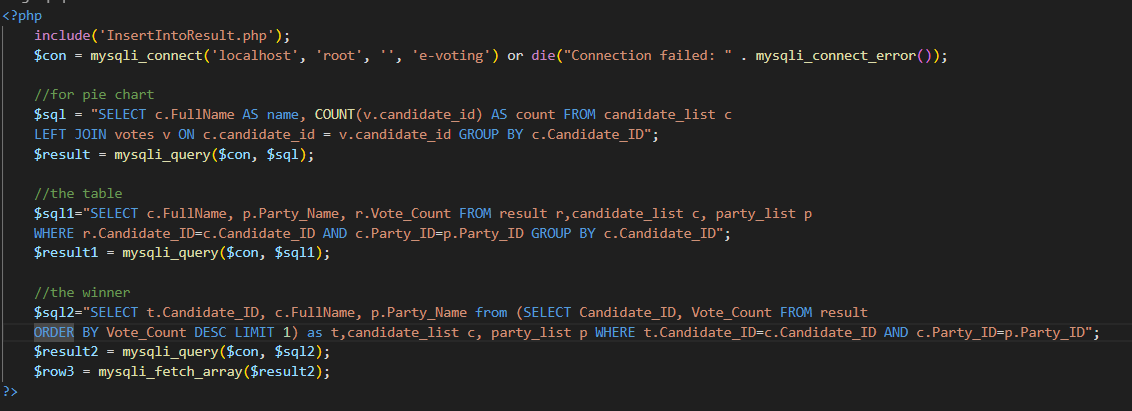 <?php
include('InsertIntoResult.php');
$con = mysqli_connect('localhost', 'root', '', 'e-voting') or die("Connection failed: " . mysqli_connect_error());
//for pie chart
$sql = "SELECT c.FullName AS name, COUNT(v.candidate_id) AS count FROM candidate_list c
LEFT JOIN votes v ON c.candidate_id = v.candidate_id GROUP BY c.Candidate_ID";
$result = mysqli_query($con, $sql);
//the table
$sql1="SELECT c.FullName, p.Party_Name, r.Vote_Count FROM result r,candidate_list c, party_list p
WHERE r.Candidate_ID=c.Candidate_ID AND c.Party_ID=p.Party_ID GROUP BY c.Candidate_ID";
$result1 = mysqli_query($con, $sql1);
//the winner
$sql2="SELECT t.Candidate_ID, c.FullName, p.Party_Name from (SELECT Candidate_ID, Vote_Count FROM result
ORDER BY Vote_Count DESC LIMIT 1) as t,candidate_list c, party_list p WHERE t.Candidate_ID=c.Candidate_ID AND c.Party_ID=p.Party_ID";
$result2 = mysqli_query($con, $sql2);
$row3 = mysqli_fetch_array($result2);
?>